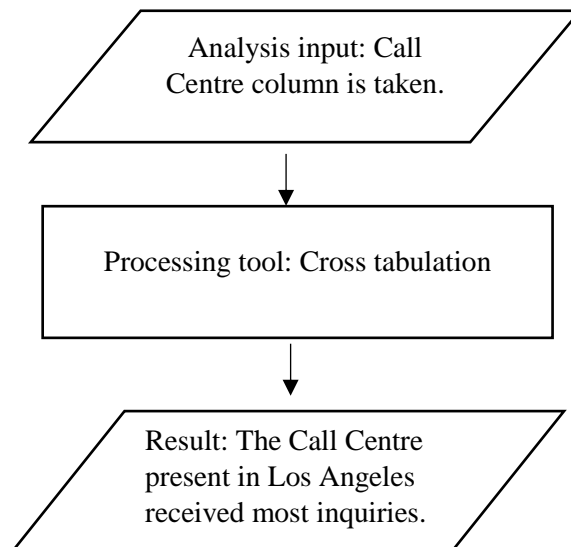 Analysis input: Call
Centre column is taken.
Processing tool: Cross tabulation
Result: The Call Centre
present in Los Angeles
received most inquiries.